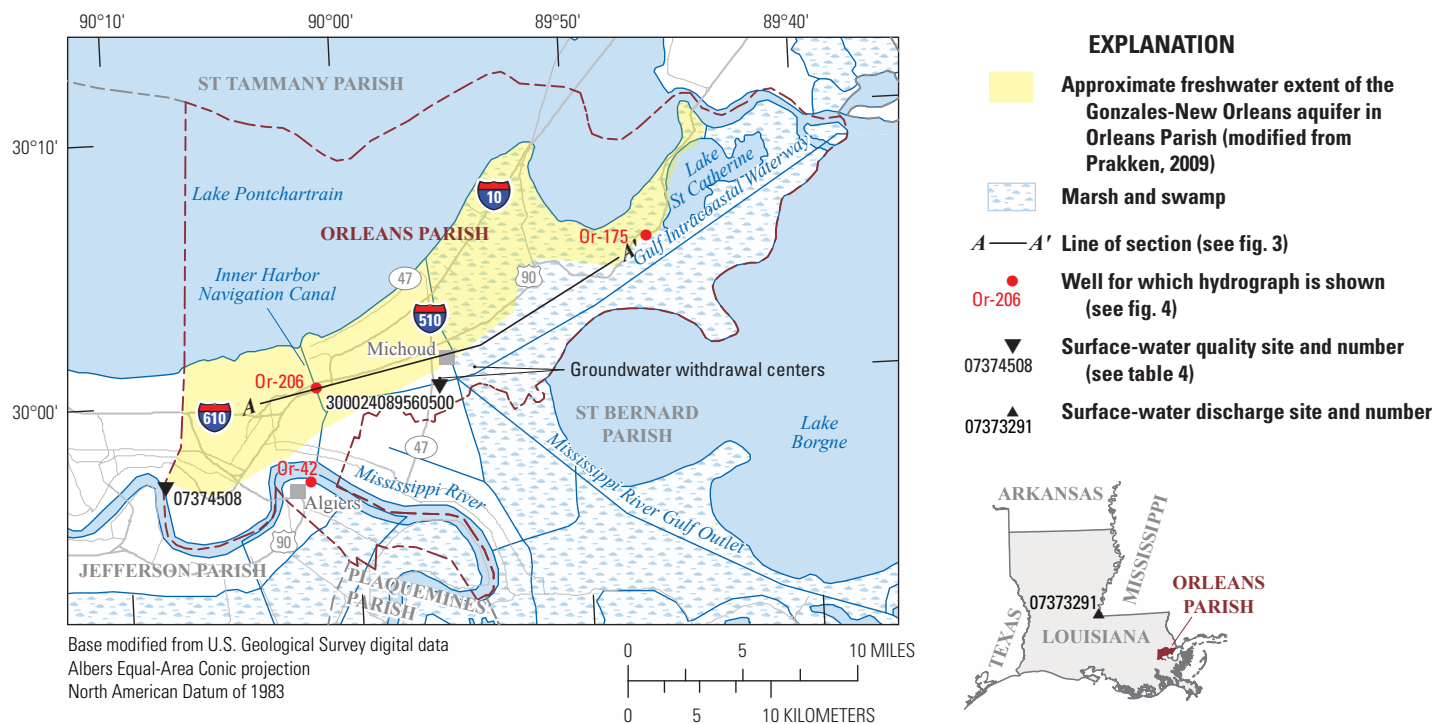 90°10'
90°00'
89°50'
89°40'
30°10'
30°00'
ST TAMMANY PARISH
Lake Pontchartrain
10
Lake
St Catherine
Gulf Intracoastal Waterway
ORLEANS PARISH
Or-175
A'
Inner Harbor
Navigation Canal
47
90
510
Michoud
Or-206
A
300024089560500
Groundwater withdrawal centers
610
ST BERNARD
PARISH
Lake
Borgne
47
Or-42
Mississippi River
07374508
Algiers
Mississippi River Gulf Outlet
90
JEFFERSON PARISH
PLAQUEMINES
PARISH
Base modified from U.S. Geological Survey digital data
Albers Equal-Area Conic projection
North American Datum of 1983
0 5 10 MILES
0 5 10 KILOMETERS
EXPLANATION
Approximate freshwater extent of the
Gonzales-New Orleans aquifer in
Orleans Parish (modified from
Prakken, 2009)
Marsh and swamp
A — A' Line of section (see fig. 3)
Or-206
Well for which hydrograph is shown
(see fig. 4)
07374508
Surface-water quality site and number
(see table 4)
07373291
Surface-water discharge site and number
ARKANSAS
MISSISSIPPI
07373291
ORLEANS
PARISH
LOUISIANA
TEXAS